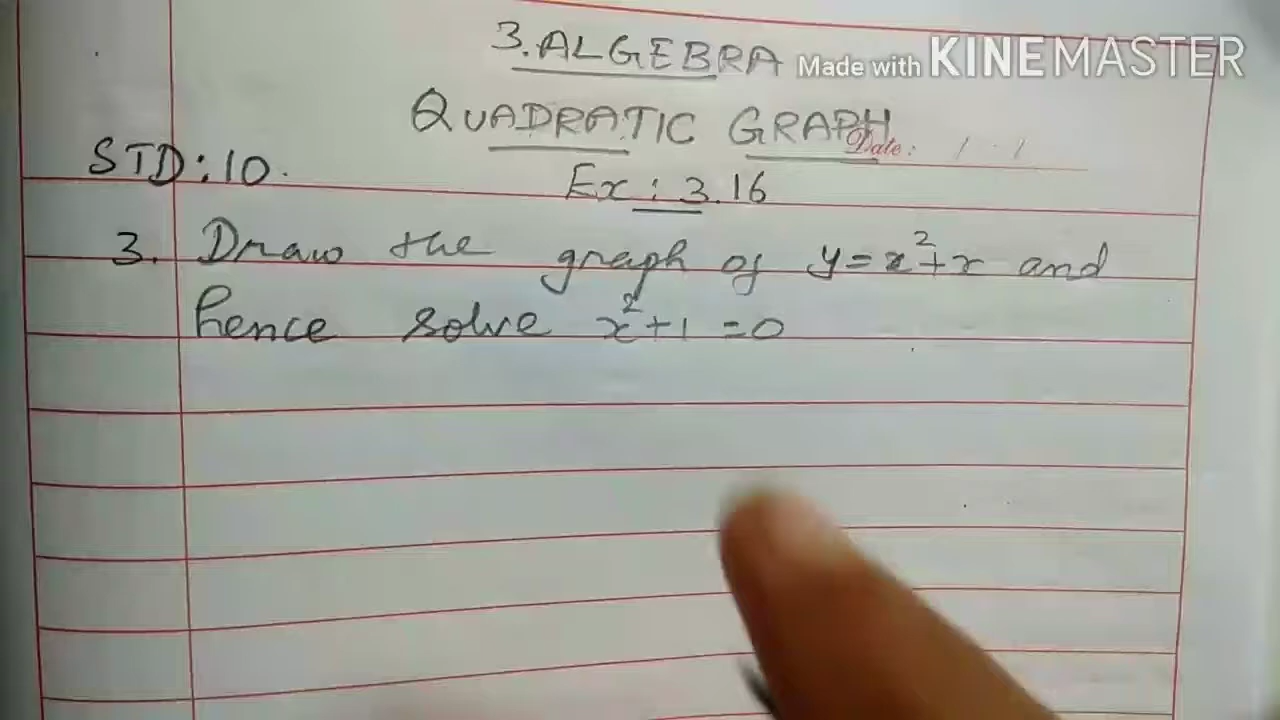 3. ALGEBRA
Made with KINEMASTER
QUADRATIC GRAPH
Date: / /
STD: 10.
Ex: 3.16
3. Draw the graph of y = x² + x and
hence solve x² + 1 = 0